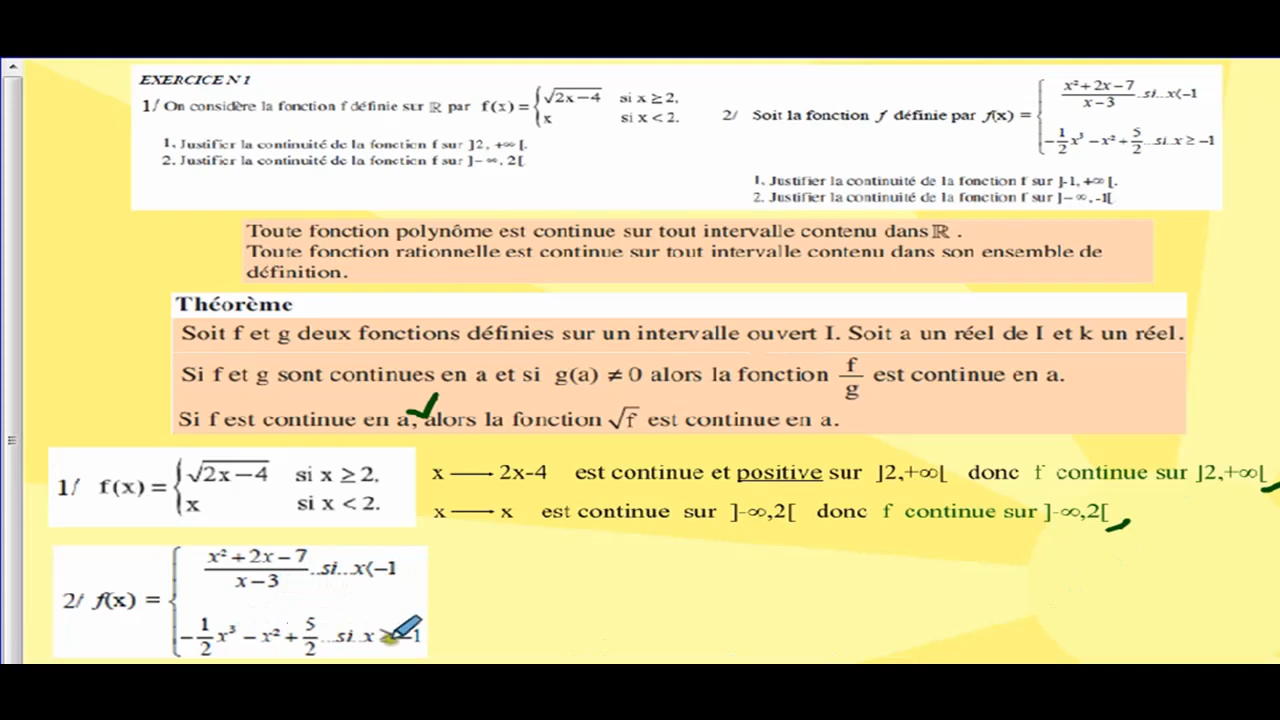 EXERCICE N 1
1/ On considère la fonction f définie sur ℝ par f(x) = { √2x−4 si x ≥ 2,
x si x < 2.
1. Justifier la continuité de la fonction f sur ]2, +∞[.
2. Justifier la continuité de la fonction f sur ]−∞, 2[
2/ Soit la fonction f définie par f(x) = { x²+2x−7 / x−3 ..si...x⟨−1
−1/2x³ −x² + 5/2 ..si x ≥ −1
1. Justifier la continuité de la fonction f sur ]-1, +∞[.
2. Justifier la continuité de la fonction f sur ]−∞, -1[
Toute fonction polynôme est continue sur tout intervalle contenu dans ℝ .
Toute fonction rationnelle est continue sur tout intervalle contenu dans son ensemble de
définition.
Théorème
Soit f et g deux fonctions définies sur un intervalle ouvert I. Soit a un réel de I et k un réel.
Si f et g sont continues en a et si g(a) ≠ 0 alors la fonction f/g est continue en a.
Si f est continue en a, alors la fonction √f est continue en a.
1/ f(x) = { √2x−4 si x ≥ 2,
x si x < 2.
x → 2x-4 est continue et positive sur ]2,+∞[ donc f continue sur ]2,+∞[
x → x est continue sur ]-∞,2[ donc f continue sur ]-∞,2[
2/ f(x) = { x²+2x−7 / x−3 ..si...x⟨−1
−1/2x³ − x² + 5/2 ...si x ≥ −1